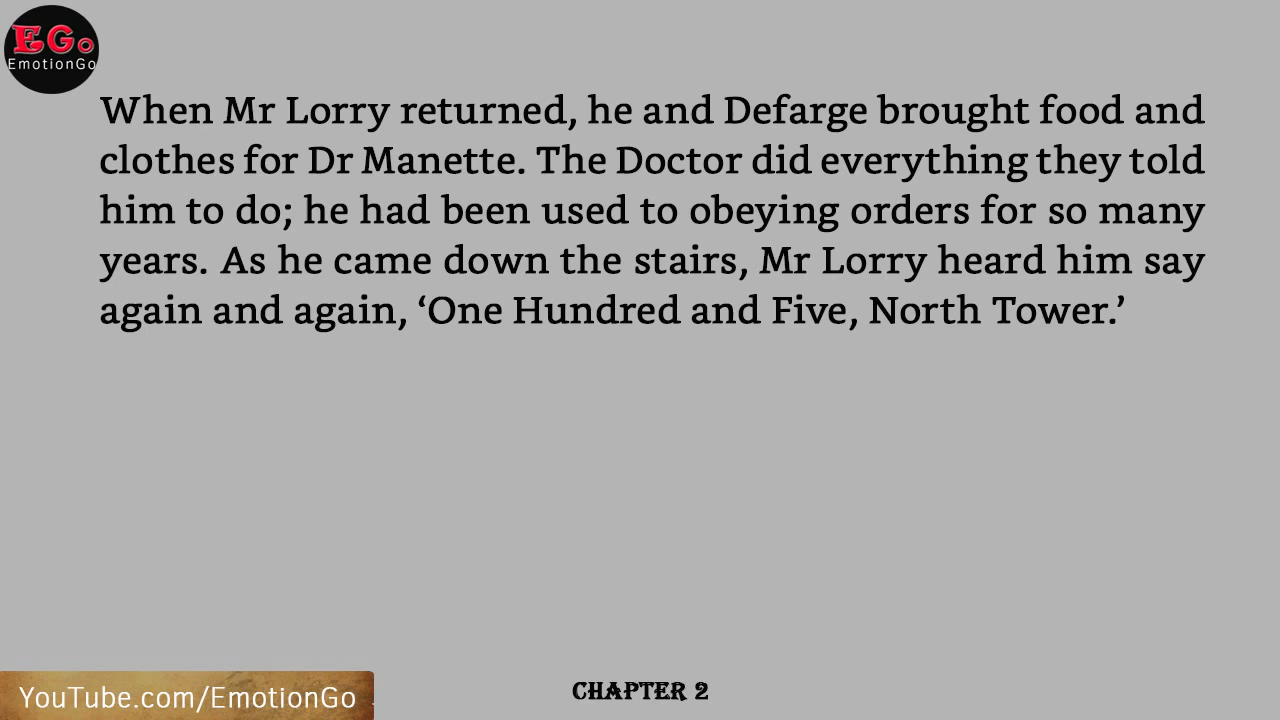 EGo
EmotionGo
When Mr Lorry returned, he and Defarge brought food and
clothes for Dr Manette. The Doctor did everything they told
him to do; he had been used to obeying orders for so many
years. As he came down the stairs, Mr Lorry heard him say
again and again, ‘One Hundred and Five, North Tower.’
YouTube.com/EmotionGo
CHAPTER 2